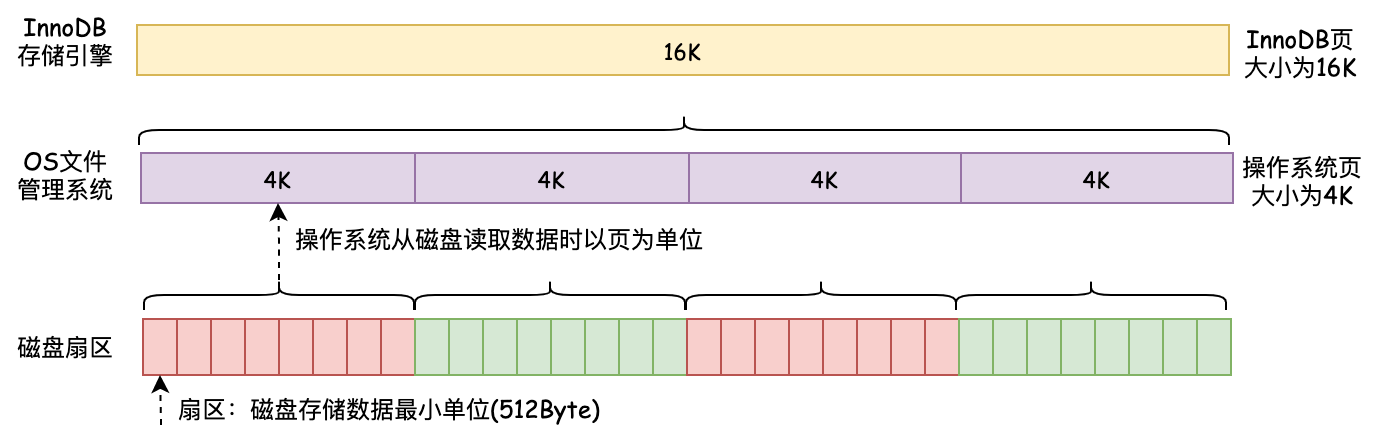 InnoDB
存储引擎
16K
InnoDB页
大小为16K
OS文件
管理系统
4K
4K
4K
4K
操作系统页
大小为4K
操作系统从磁盘读取数据时以页为单位
磁盘扇区
扇区：磁盘存储数据最小单位(512Byte)